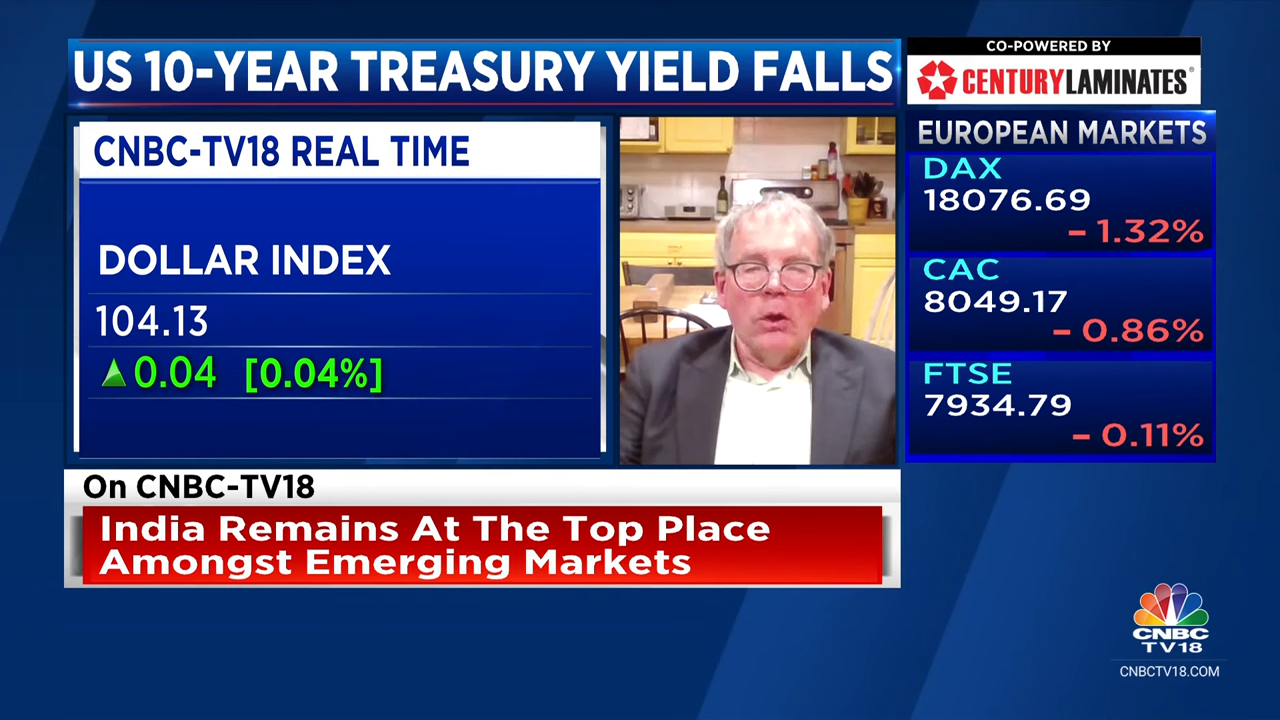 US 10-YEAR TREASURY YIELD FALLS
CO-POWERED BY
CENTURYLAMINATES®
CNBC-TV18 REAL TIME
DOLLAR INDEX
104.13
▲0.04 [0.04%]
EUROPEAN MARKETS
DAX
18076.69
- 1.32%
CAC
8049.17
- 0.86%
FTSE
7934.79
- 0.11%
On CNBC-TV18
India Remains At The Top Place
Amongst Emerging Markets
CNBC
TV18
CNBCTV18.COM